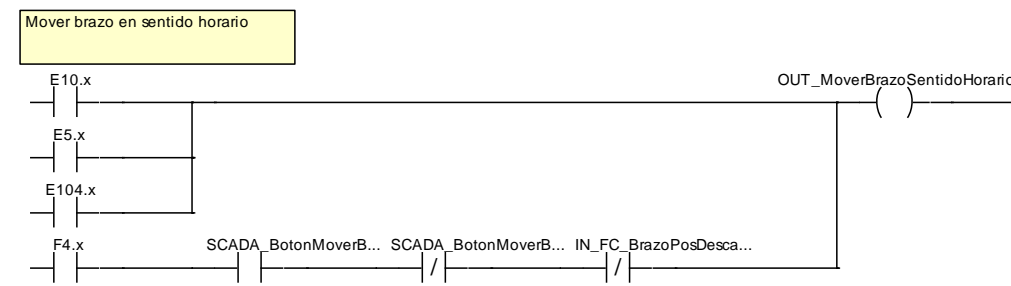 Mover brazo en sentido horario
E10.x
OUT_MoverBrazoSentidoHorario
E5.x
E104.x
F4.x SCADA_BotonMoverB... SCADA_BotonMoverB... IN_FC_BrazoPosDesca...